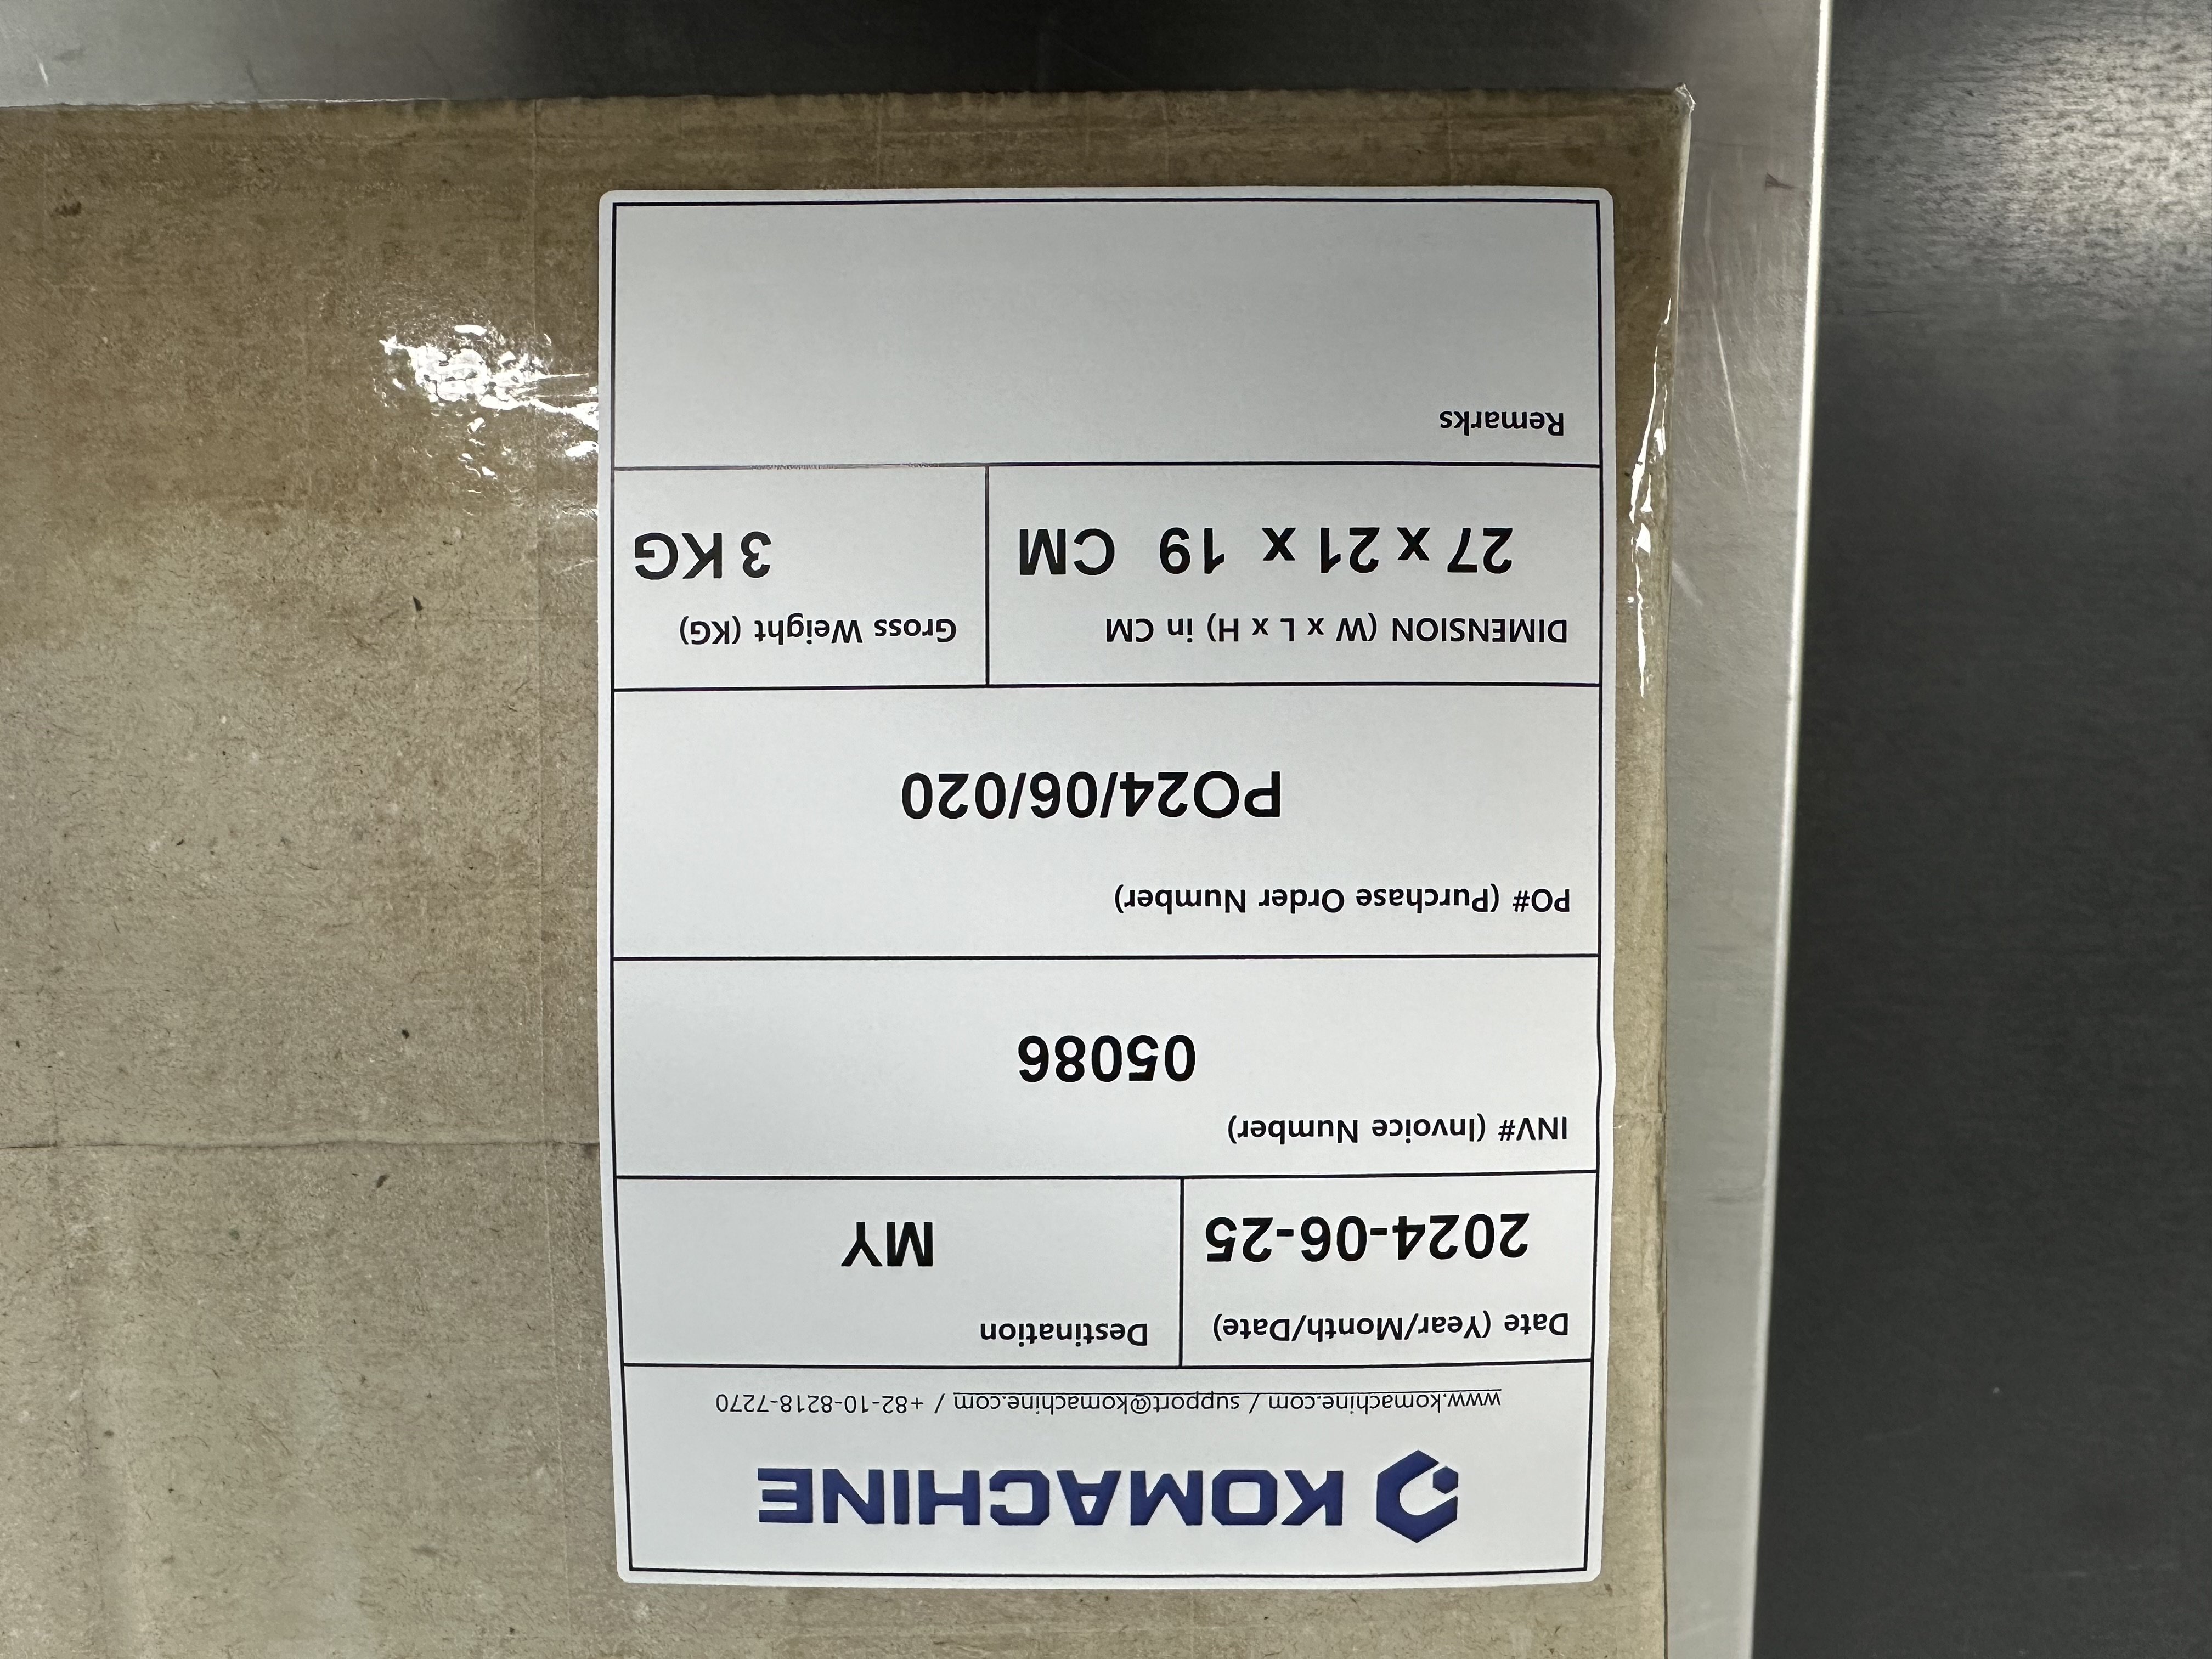 KOMACHINE
www.komachine.com / support@komachine.com / +82-10-8218-7270
Date (Year/Month/Date)
2024-06-25
Destination
MY
INV# (Invoice Number)
05086
PO# (Purchase Order Number)
PO24/06/020
DIMENSION (W x L x H) in CM
27 x 21 x 19 CM
Gross Weight (KG)
3 KG
Remarks